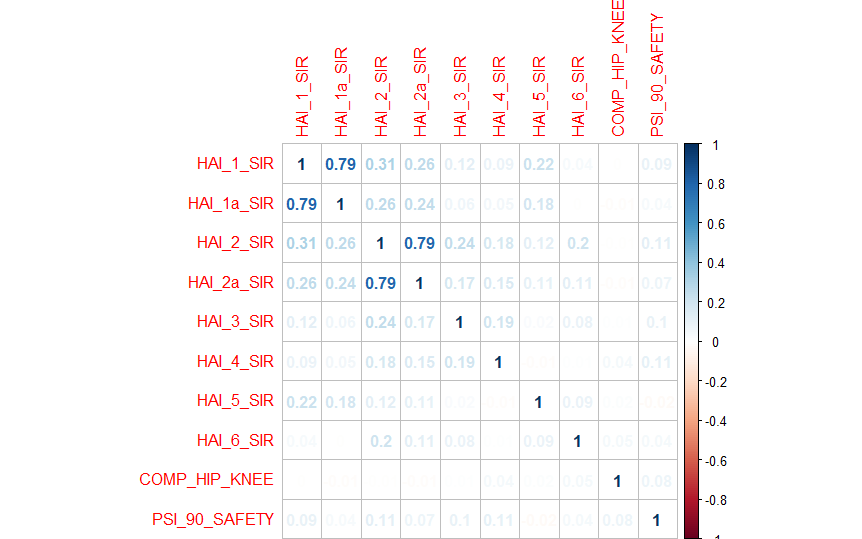 HAI_1_SIR HAI_1a_SIR HAI_2_SIR HAI_2a_SIR HAI_3_SIR HAI_4_SIR HAI_5_SIR HAI_6_SIR COMP_HIP_KNEE PSI_90_SAFETY
HAI_1_SIR 1 0.79 0.31 0.26 0.12 0.09 0.22 0.04 0.09
HAI_1a_SIR 0.79 1 0.26 0.24 0.06 0.05 0.18 0.04
HAI_2_SIR 0.31 0.26 1 0.79 0.24 0.18 0.12 0.2 0.11
HAI_2a_SIR 0.26 0.24 0.79 1 0.17 0.15 0.11 0.11 0.07
HAI_3_SIR 0.12 0.06 0.24 0.17 1 0.19 0.08 0.1
HAI_4_SIR 0.09 0.05 0.18 0.15 0.19 1 0.04 0.11
HAI_5_SIR 0.22 0.18 0.12 0.11 1 0.09
HAI_6_SIR 0.04 0.2 0.11 0.08 0.09 1 0.05 0.04
COMP_HIP_KNEE 0.04 0.05 1 0.08
PSI_90_SAFETY 0.09 0.04 0.11 0.07 0.1 0.11 0.04 0.08 1
1
0.8
0.6
0.4
0.2
0
-0.2
-0.4
-0.6
-0.8